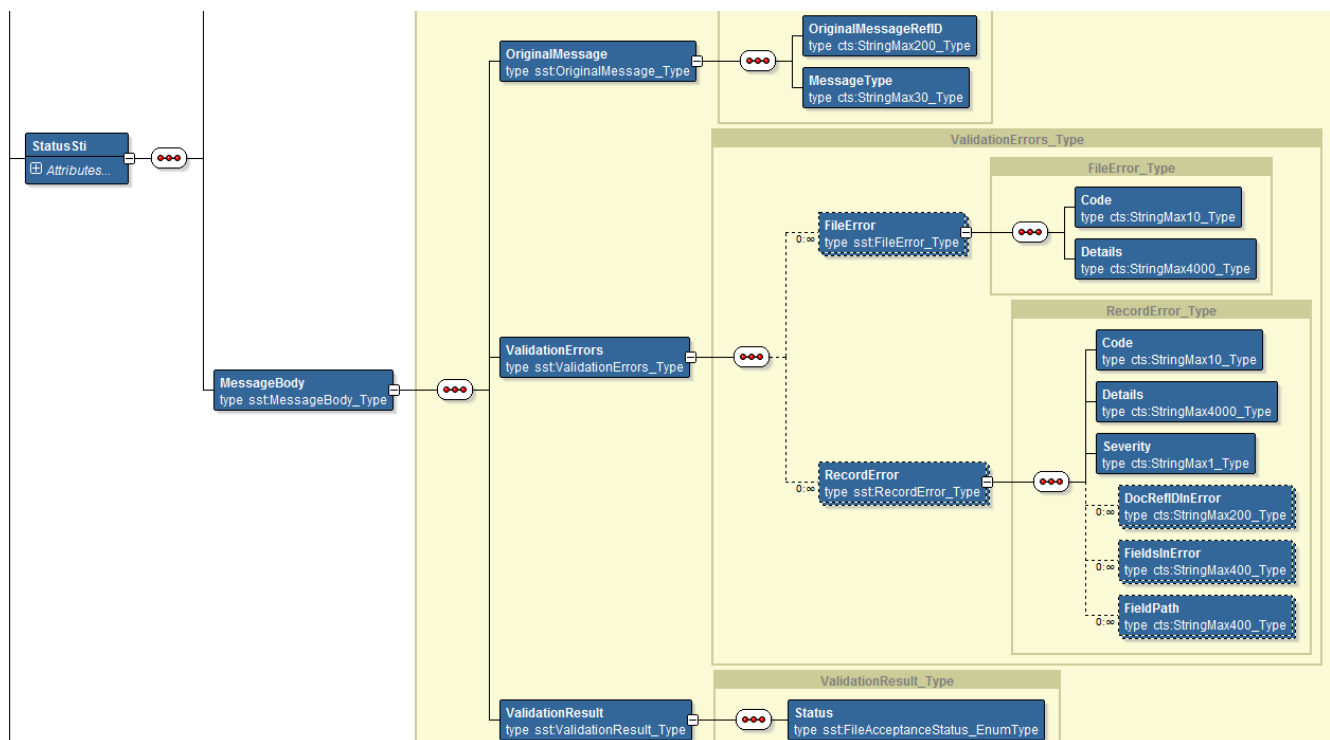 OriginalMessageRefID
type cts:StringMax200_Type
OriginalMessage
type sst:OriginalMessage_Type
MessageType
type cts:StringMax30_Type
StatusSti
Attributes...
ValidationErrors_Type
FileError_Type
Code
type cts:StringMax10_Type
FileError
type sst:FileError_Type
0:∞
Details
type cts:StringMax4000_Type
RecordError_Type
Code
type cts:StringMax10_Type
ValidationErrors
type sst:ValidationErrors_Type
MessageBody
type sst:MessageBody_Type
Details
type cts:StringMax4000_Type
Severity
type cts:StringMax1_Type
RecordError
type sst:RecordError_Type
0:∞
DocRefIDInError
type cts:StringMax200_Type
0:∞
FieldsInError
type cts:StringMax400_Type
0:∞
FieldPath
type cts:StringMax400_Type
0:∞
ValidationResult_Type
ValidationResult
type sst:ValidationResult_Type
Status
type sst:FileAcceptanceStatus_EnumType